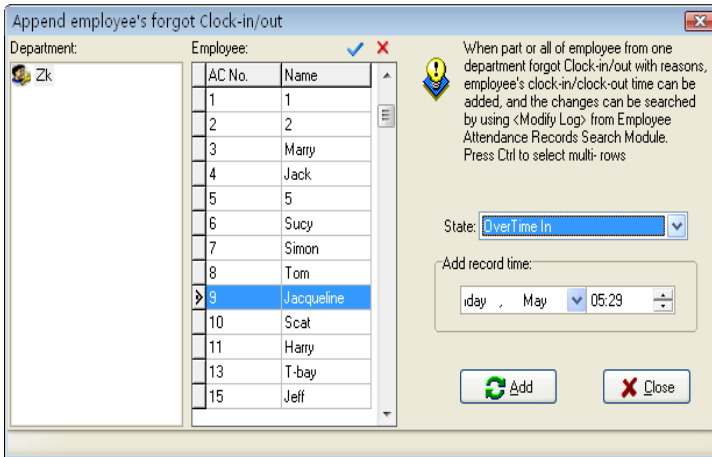 Append employee's forgot Clock-in/out
Department:
Zk
Employee:
AC No. Name
1 1
2 2
3 Marry
4 Jack
5 5
6 Sucy
7 Simon
8 Tom
9 Jacqueline
10 Scat
11 Harry
13 T-bay
15 Jeff
When part or all of employee from one
department forgot Clock-in/out with reasons,
employee's clock-in/clock-out time can be
added, and the changes can be searched
by using <Modify Log> from Employee
Attendance Records Search Module.
Press Ctrl to select multi- rows
State: OverTime In
Add record time:
day , May 05:29
Add
Close